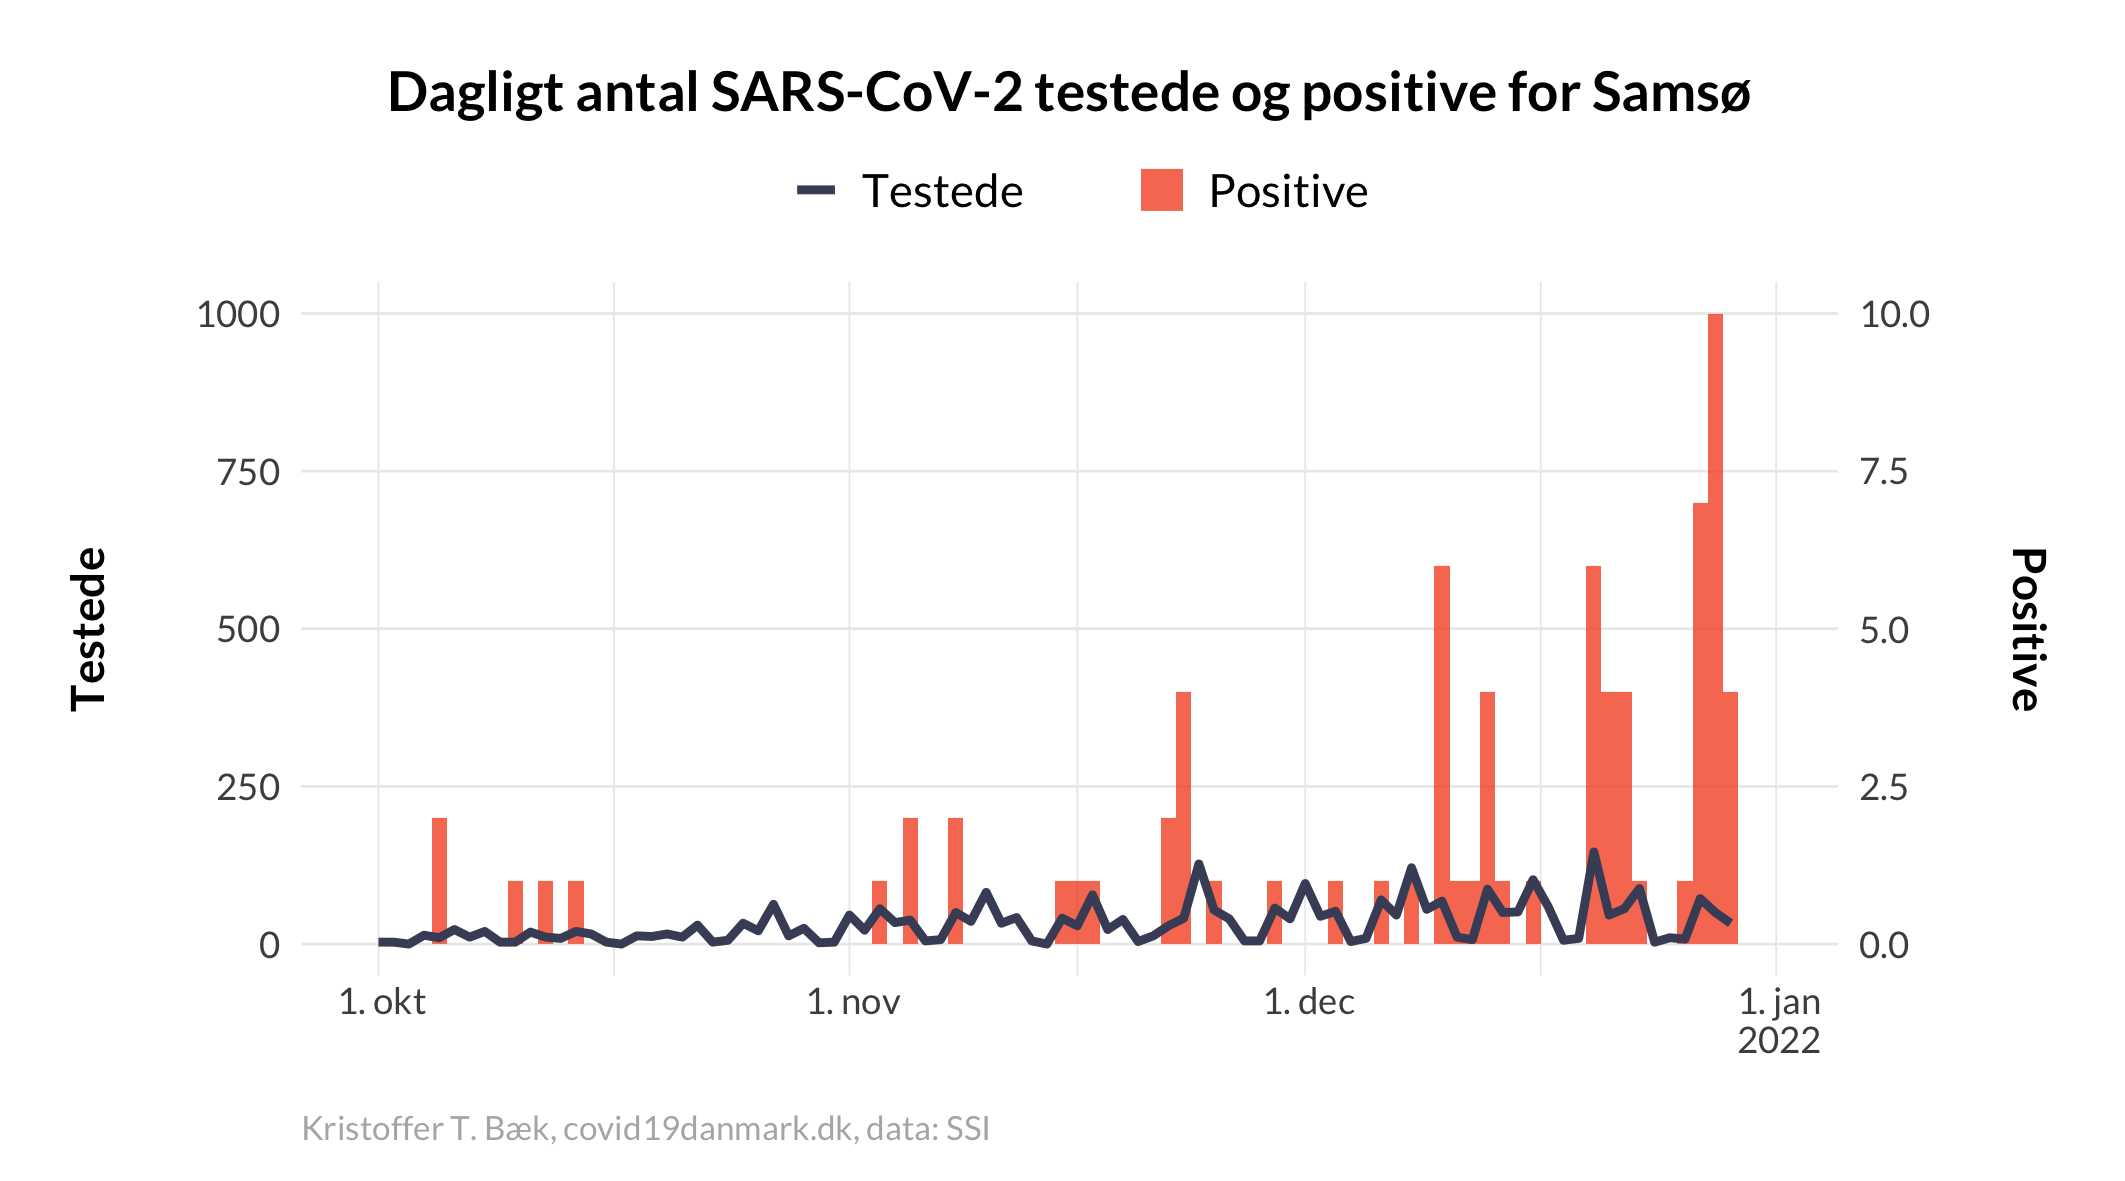 Dagligt antal SARS-CoV-2 testede og positive for Samsø
Testede
Positive
1000
750
500
250
0
10.0
7.5
5.0
2.5
0.0
Testede
Positive
1. okt
1. nov
1. dec
1. jan
2022
Kristoffer T. Bæk, covid19danmark.dk, data: SSI